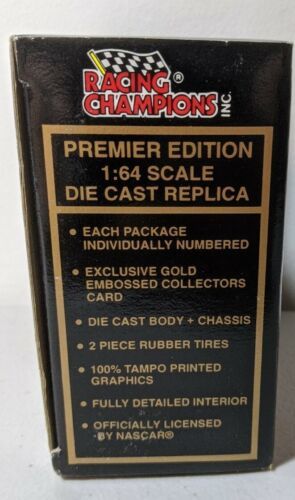 RACING®
CHAMPIONS INC.
PREMIER EDITION
1:64 SCALE
DIE CAST REPLICA
• EACH PACKAGE
INDIVIDUALLY NUMBERED
• EXCLUSIVE GOLD
EMBOSSED COLLECTORS
CARD
• DIE CAST BODY + CHASSIS
• 2 PIECE RUBBER TIRES
• 100% TAMPO PRINTED
GRAPHICS
• FULLY DETAILED INTERIOR
• OFFICIALLY LICENSED
BY NASCAR®